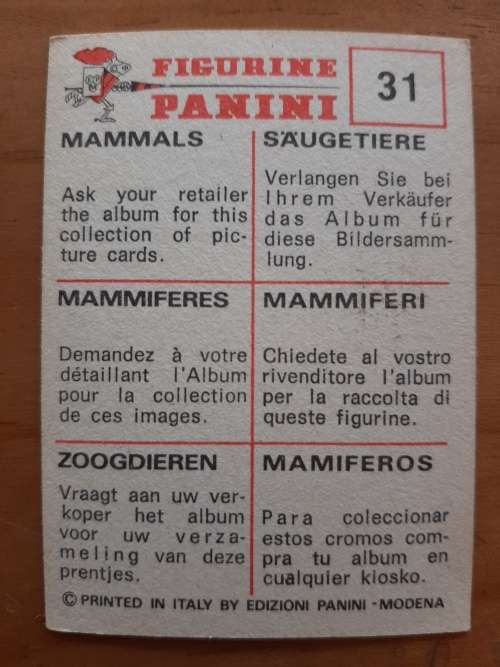 FIGURINE
PANINI
31
MAMMALS
Ask your retailer
the album for this
collection of pic-
ture cards.
SÄUGETIERE
Verlangen Sie bei
Ihrem Verkäufer
das Album für
diese Bildersamm-
lung.
MAMMIFERES
Demandez à votre
détaillant l'Album
pour la collection
de ces images.
MAMMIFERI
Chiedete al vostro
rivenditore l'album
per la raccolta di
queste figurine.
ZOOGDIEREN
Vraagt aan uw ver-
koper het album
voor uw verza-
meling van deze
prentjes.
MAMIFEROS
Para coleccionar
estos cromos com-
pra tu album en
cualquier kiosko.
© PRINTED IN ITALY BY EDIZIONI PANINI - MODENA